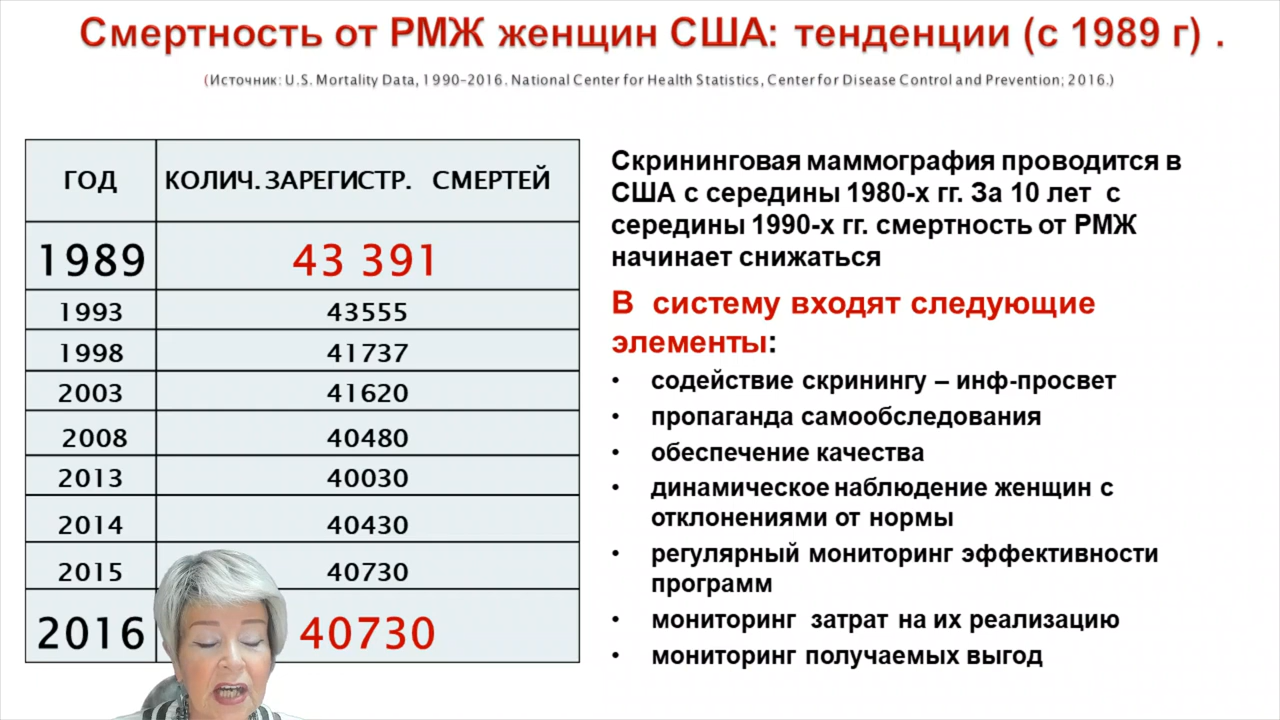 Смертность от РМЖ женщин США: тенденции (с 1989 г) .
(Источник: U.S. Mortality Data, 1990-2016. National Center for Health Statistics, Center for Disease Control and Prevention; 2016.)
ГОД КОЛИЧ. ЗАРЕГИСТР. СМЕРТЕЙ
1989 43 391
1993 43555
1998 41737
2003 41620
2008 40480
2013 40030
2014 40430
2015 40730
2016 40730
Скрининговая маммография проводится в
США с середины 1980-х гг. За 10 лет с
середины 1990-х гг. смертность от РМЖ
начинает снижаться
В систему входят следующие
элементы:
• содействие скринингу – инф-просвет
• пропаганда самообследования
• обеспечение качества
• динамическое наблюдение женщин с
отклонениями от нормы
• регулярный мониторинг эффективности
программ
• мониторинг затрат на их реализацию
• мониторинг получаемых выгод